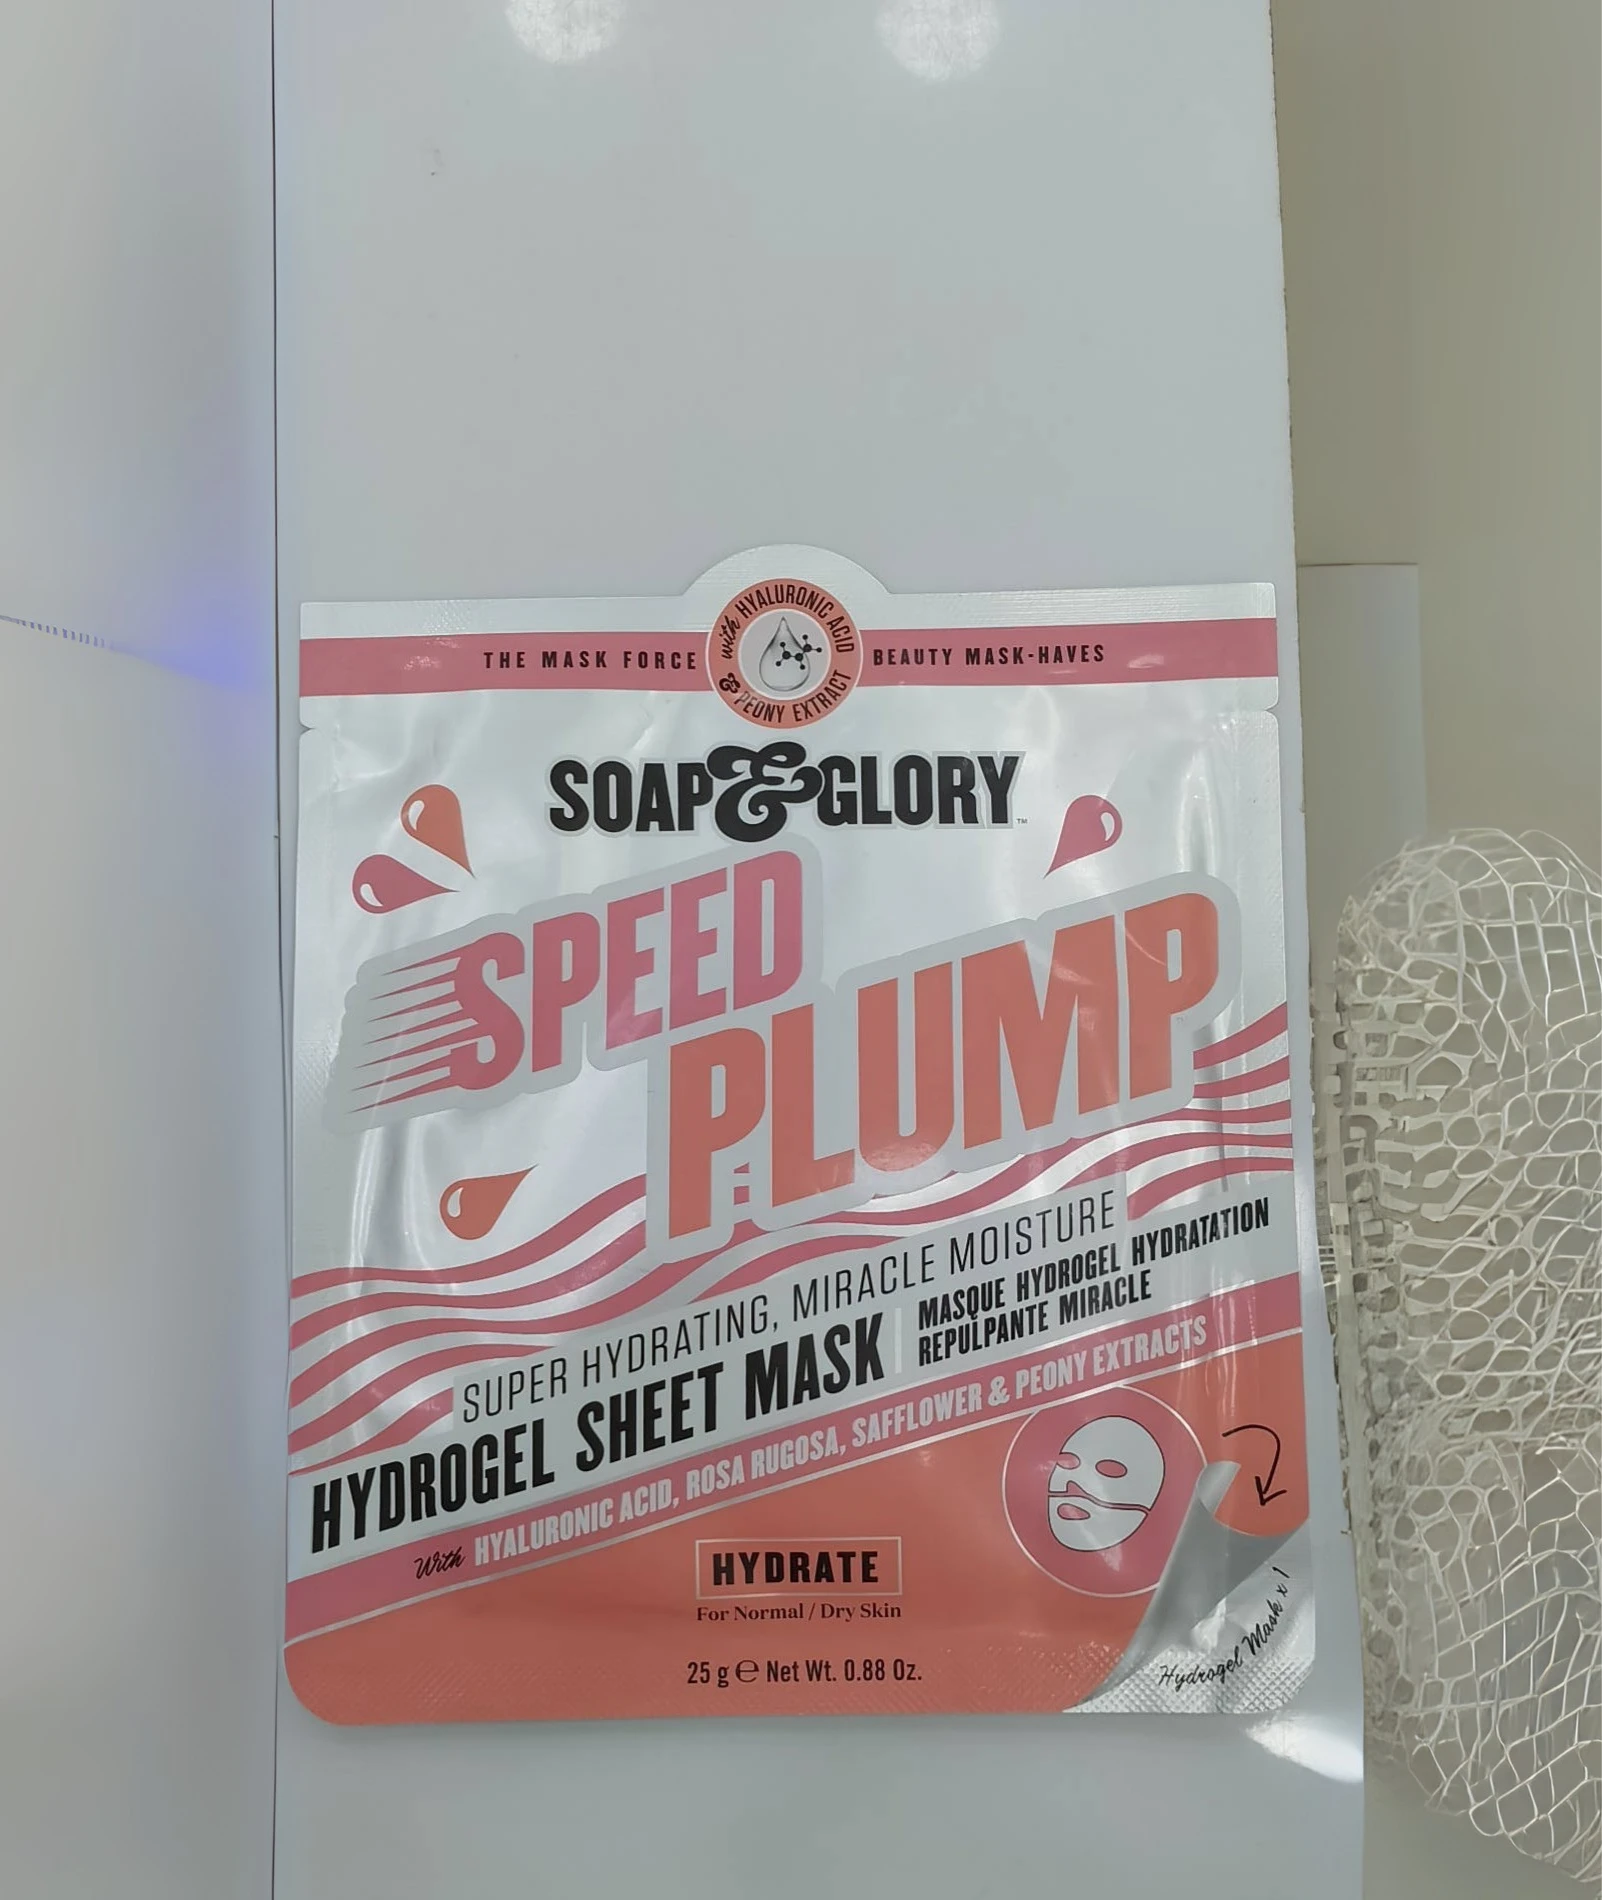 THE MASK FORCE
with HYALURONIC ACID
& PEONY EXTRACT
BEAUTY MASK-HAVES
SOAP & GLORY™
SPEED
PLUMP
SUPER HYDRATING, MIRACLE MOISTURE
HYDROGEL SHEET MASK
MASQUE HYDROGEL HYDRATATION
REPULPANTE MIRACLE
With HYALURONIC ACID, ROSA RUGOSA, SAFFLOWER & PEONY EXTRACTS
HYDRATE
For Normal / Dry Skin
25 g ℮ Net Wt. 0.88 Oz.
Hydrogel Mask x 1